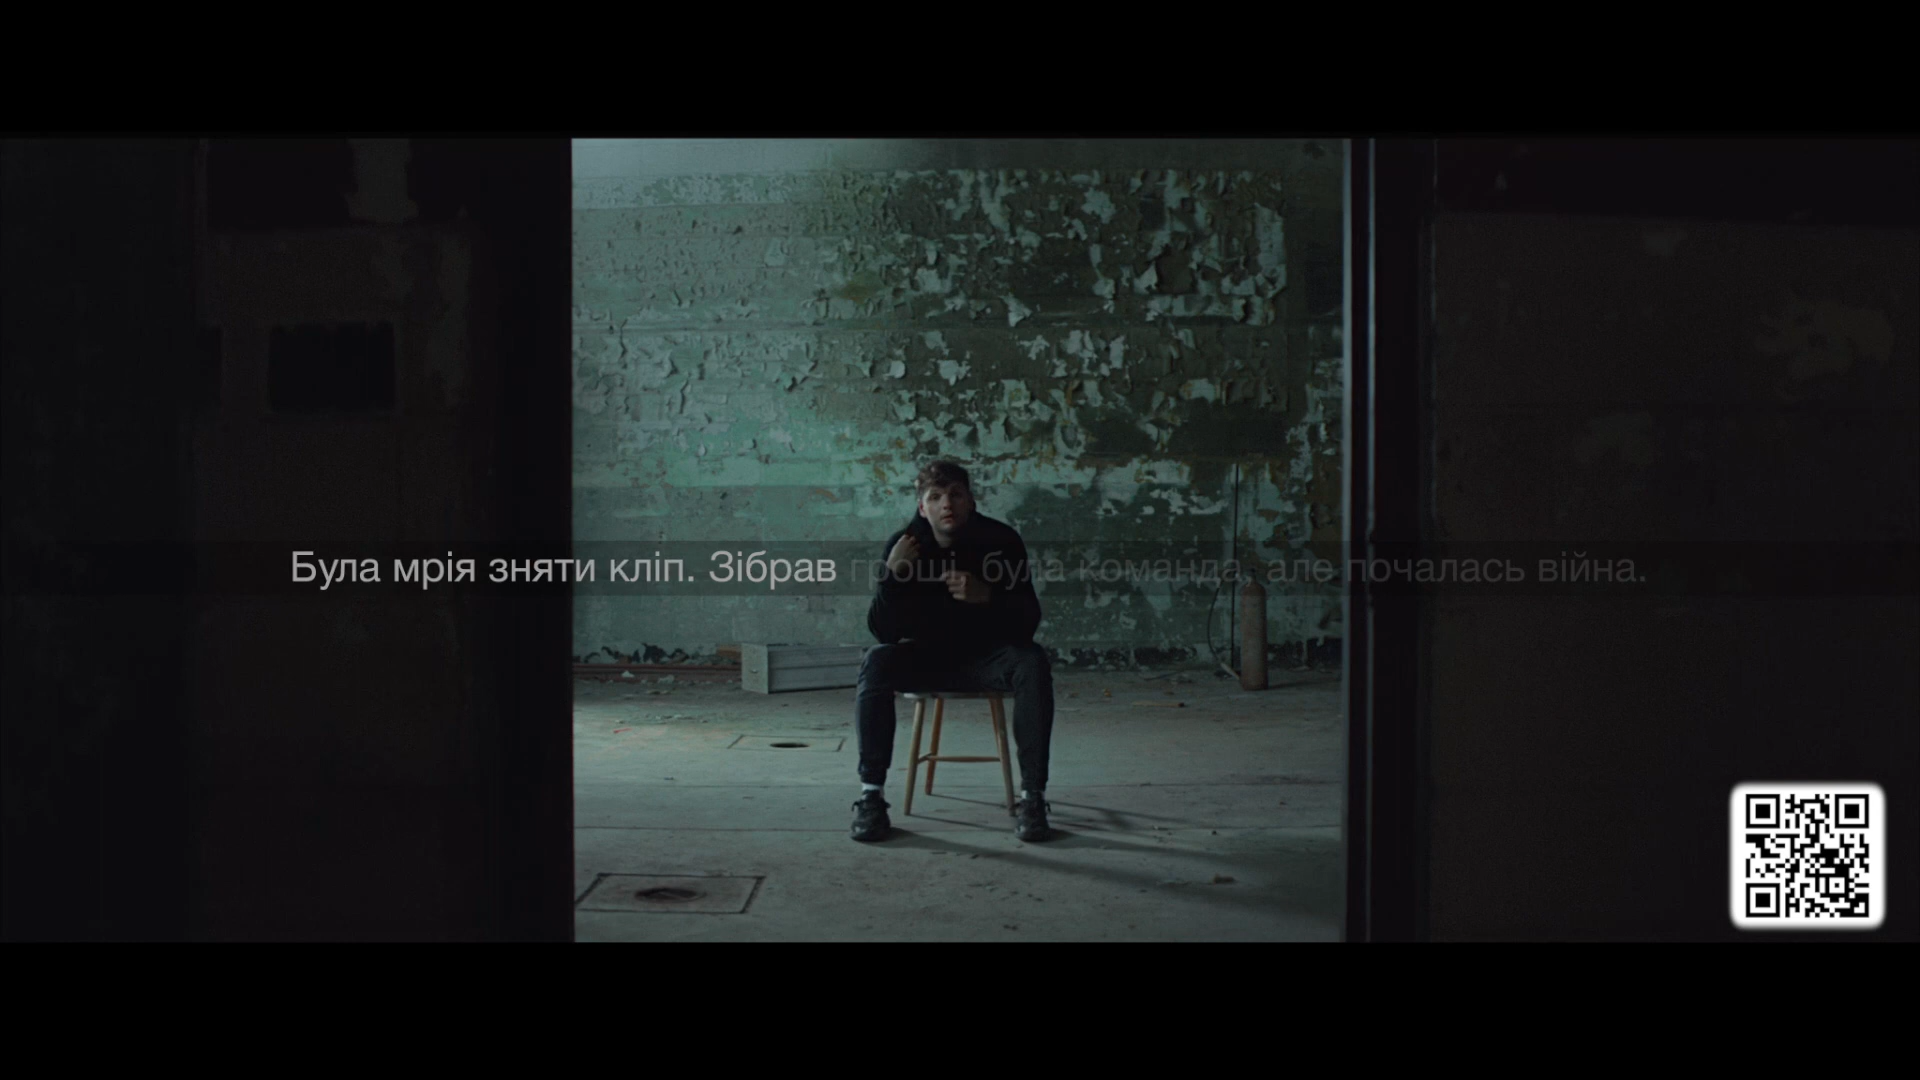 Була мрія зняти кліп. Зібрав гроші, була команда, але почалась війна.